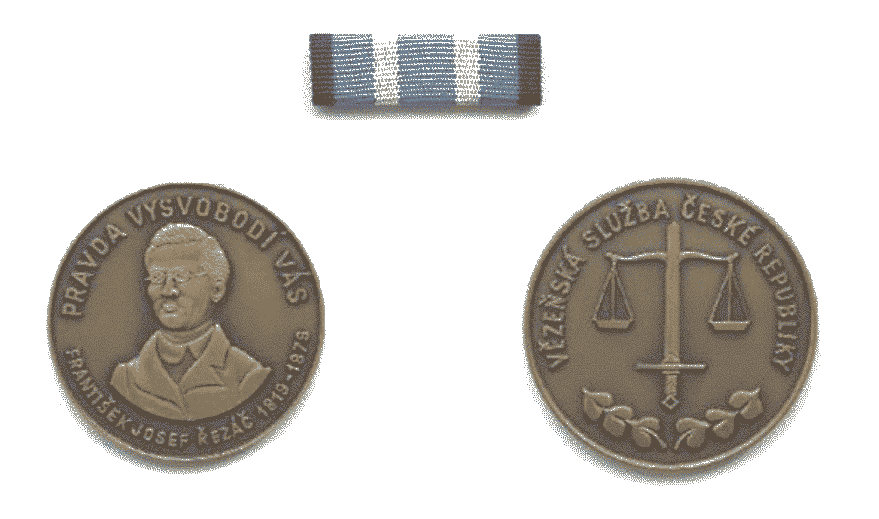 PRAVDA VYSVOBODÍ VÁS
FRANTIŠEK JOSEF ŘEZÁČ 1819-1879
VĚZEŇSKÁ SLUŽBA ČESKÉ REPUBLIKY